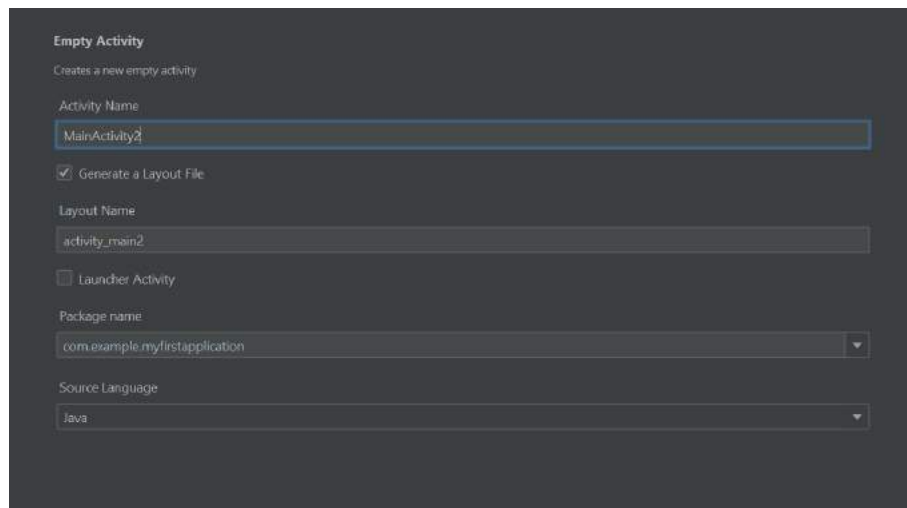 Empty Activity
Creates a new empty activity
Activity Name
MainActivity2
Generate a Layout File
Layout Name
activity_main2
Launcher Activity
Package name
com.example.myfirstapplication
Source Language
Java